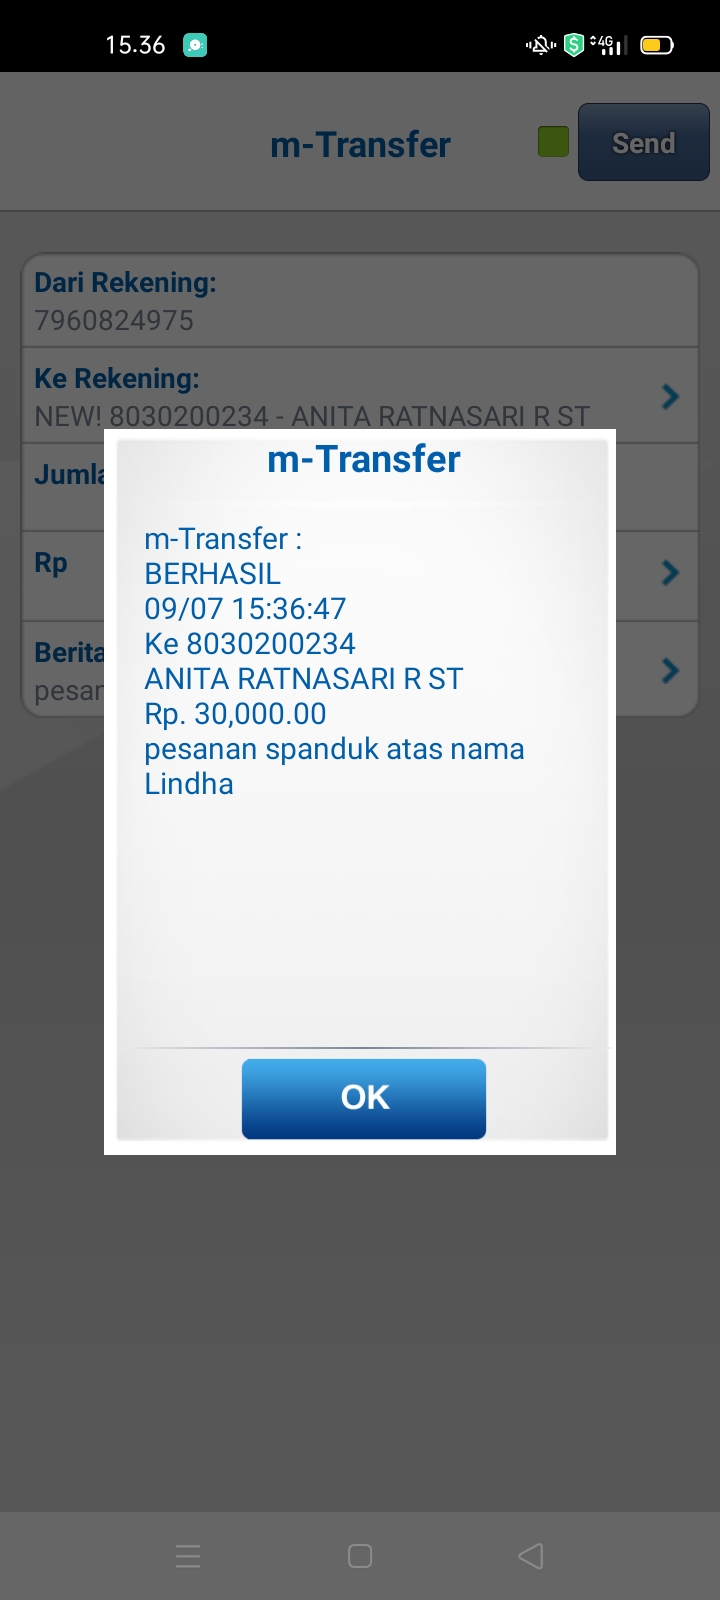 15.36
4G
m-Transfer
Send
Dari Rekening:
7960824975
Ke Rekening:
NEW! 8030200234 - ANITA RATNASARI R ST
m-Transfer
m-Transfer :
BERHASIL
09/07 15:36:47
Ke 8030200234
ANITA RATNASARI R ST
Rp. 30,000.00
pesanan spanduk atas nama
Lindha
OK
Rp
Berita